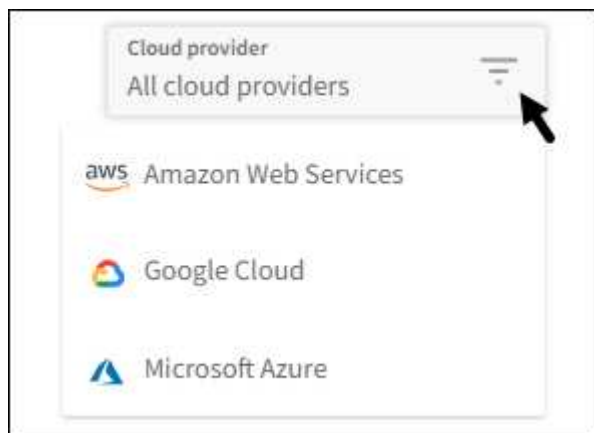 Cloud provider
All cloud providers
aws Amazon Web Services
Google Cloud
Microsoft Azure